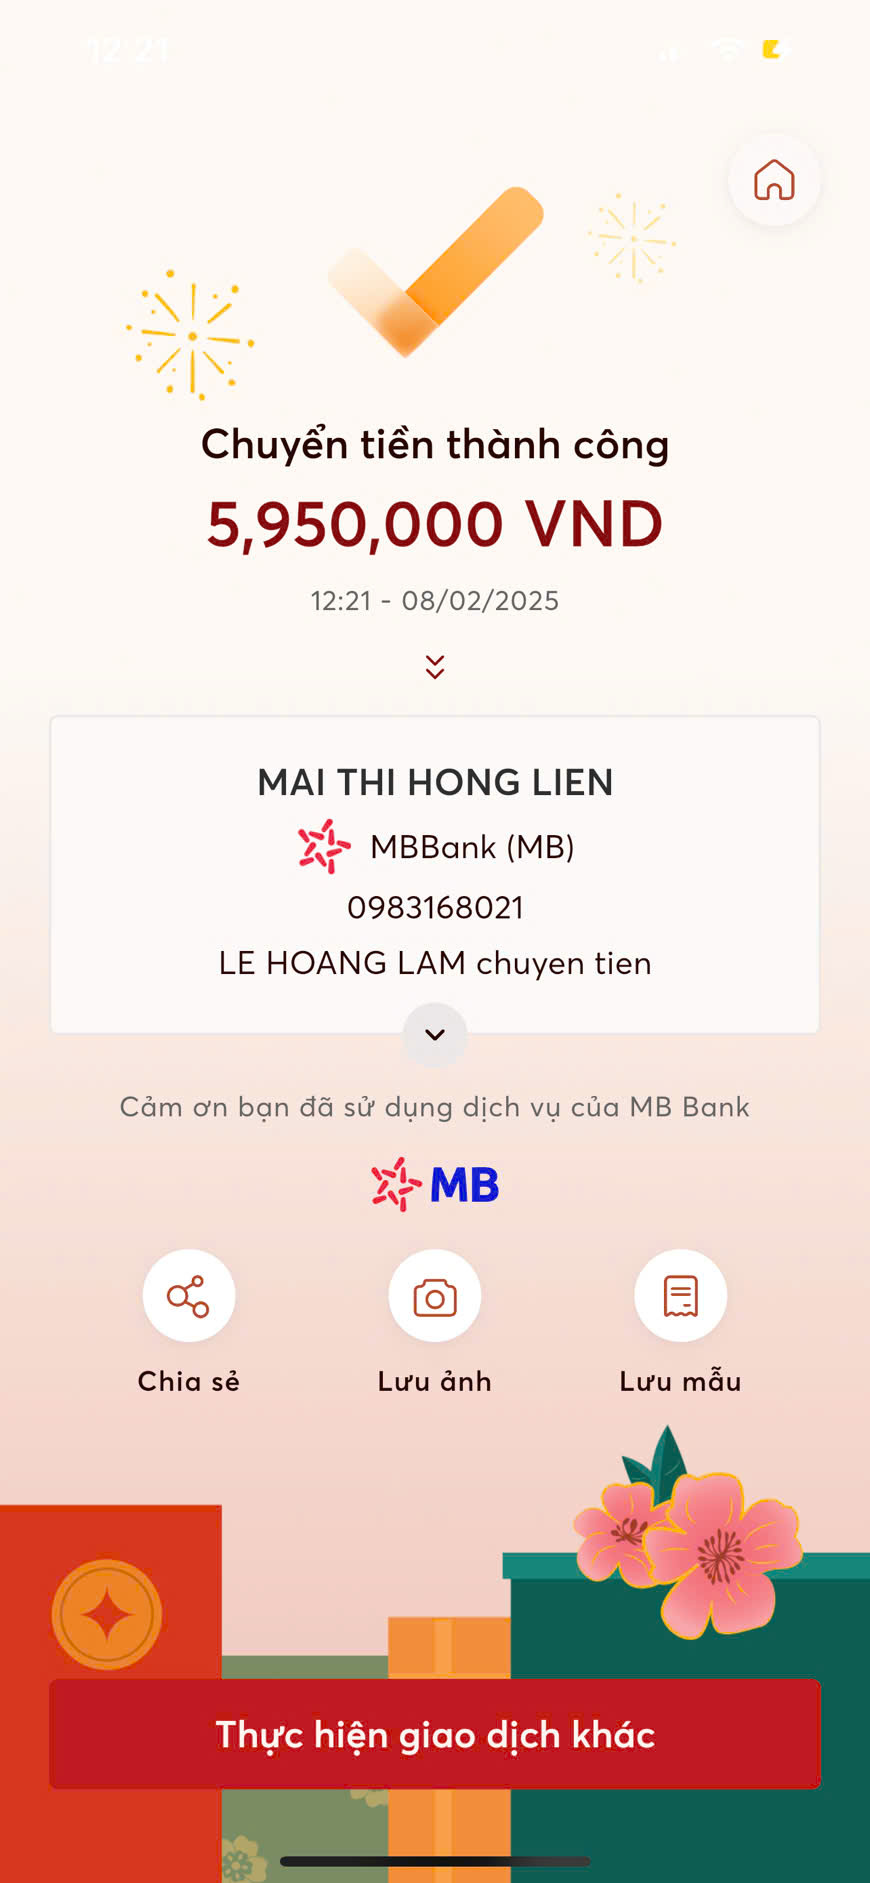 12:21
Chuyển tiền thành công
5,950,000 VND
12:21 - 08/02/2025
MAI THI HONG LIEN
MBBank (MB)
0983168021
LE HOANG LAM chuyen tien
Cảm ơn bạn đã sử dụng dịch vụ của MB Bank
MB
Chia sẻ
Lưu ảnh
Lưu mẫu
Thực hiện giao dịch khác